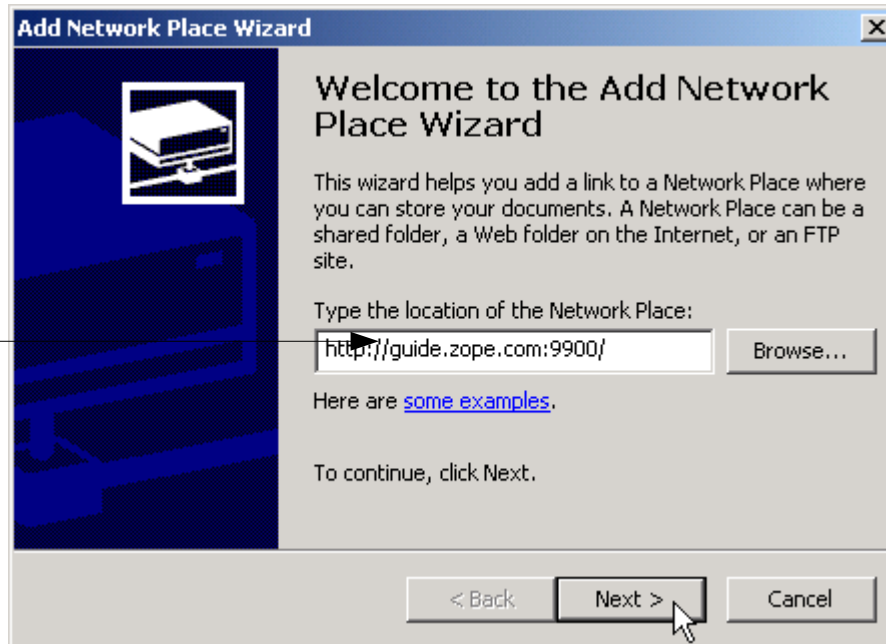 Add Network Place Wizard
Welcome to the Add Network
Place Wizard
This wizard helps you add a link to a Network Place where
you can store your documents. A Network Place can be a
shared folder, a Web folder on the Internet, or an FTP
site.
Type the location of the Network Place:
http://guide.zope.com:9900/
Browse...
Here are some examples.
To continue, click Next.
< Back
Next >
Cancel